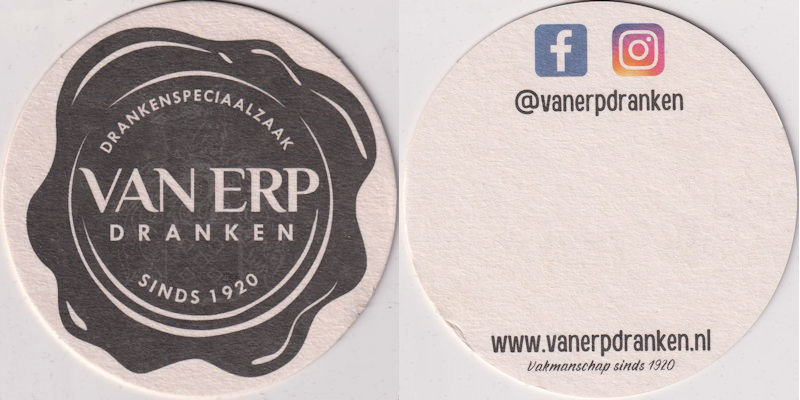 DRANKENSPECIAALZAAK
VAN ERP
DRANKEN
SINDS 1920
@vanerpdranken
www.vanerpdranken.nl
Vakmanschap sinds 1920